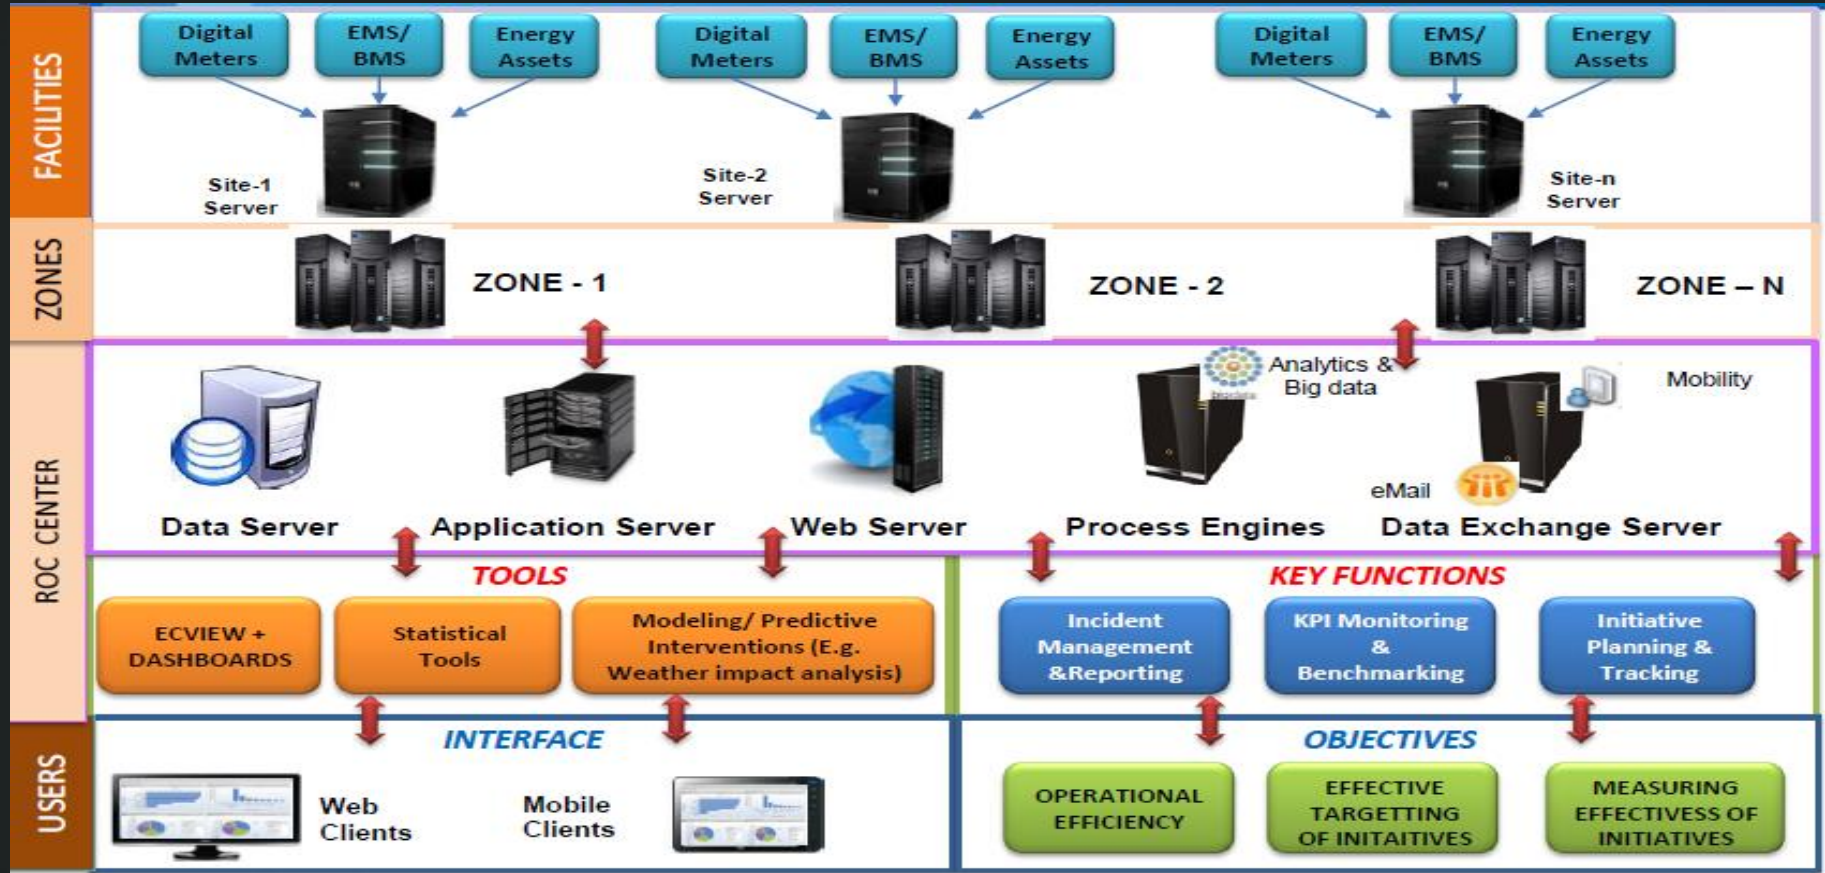 FACILITIES
Digital
Meters
EMS/
BMS
Energy
Assets
Digital
Meters
EMS/
BMS
Energy
Assets
Digital
Meters
EMS/
BMS
Energy
Assets
Site-1
Server
Site-2
Server
Site-n
Server
ZONES
ZONE - 1
ZONE - 2
ZONE – N
ROC CENTER
Analytics &
Big data
bigdata
Mobility
eMail
Data Server
Application Server
Web Server
Process Engines
Data Exchange Server
TOOLS
ECVIEW +
DASHBOARDS
Statistical
Tools
Modeling/ Predictive
Interventions (E.g.
Weather impact analysis)
KEY FUNCTIONS
Incident
Management
&Reporting
KPI Monitoring
&
Benchmarking
Initiative
Planning &
Tracking
USERS
INTERFACE
Web
Clients
Mobile
Clients
OBJECTIVES
OPERATIONAL
EFFICIENCY
EFFECTIVE
TARGETTING
OF INITAITIVES
MEASURING
EFFECTIVESS OF
INITIATIVES